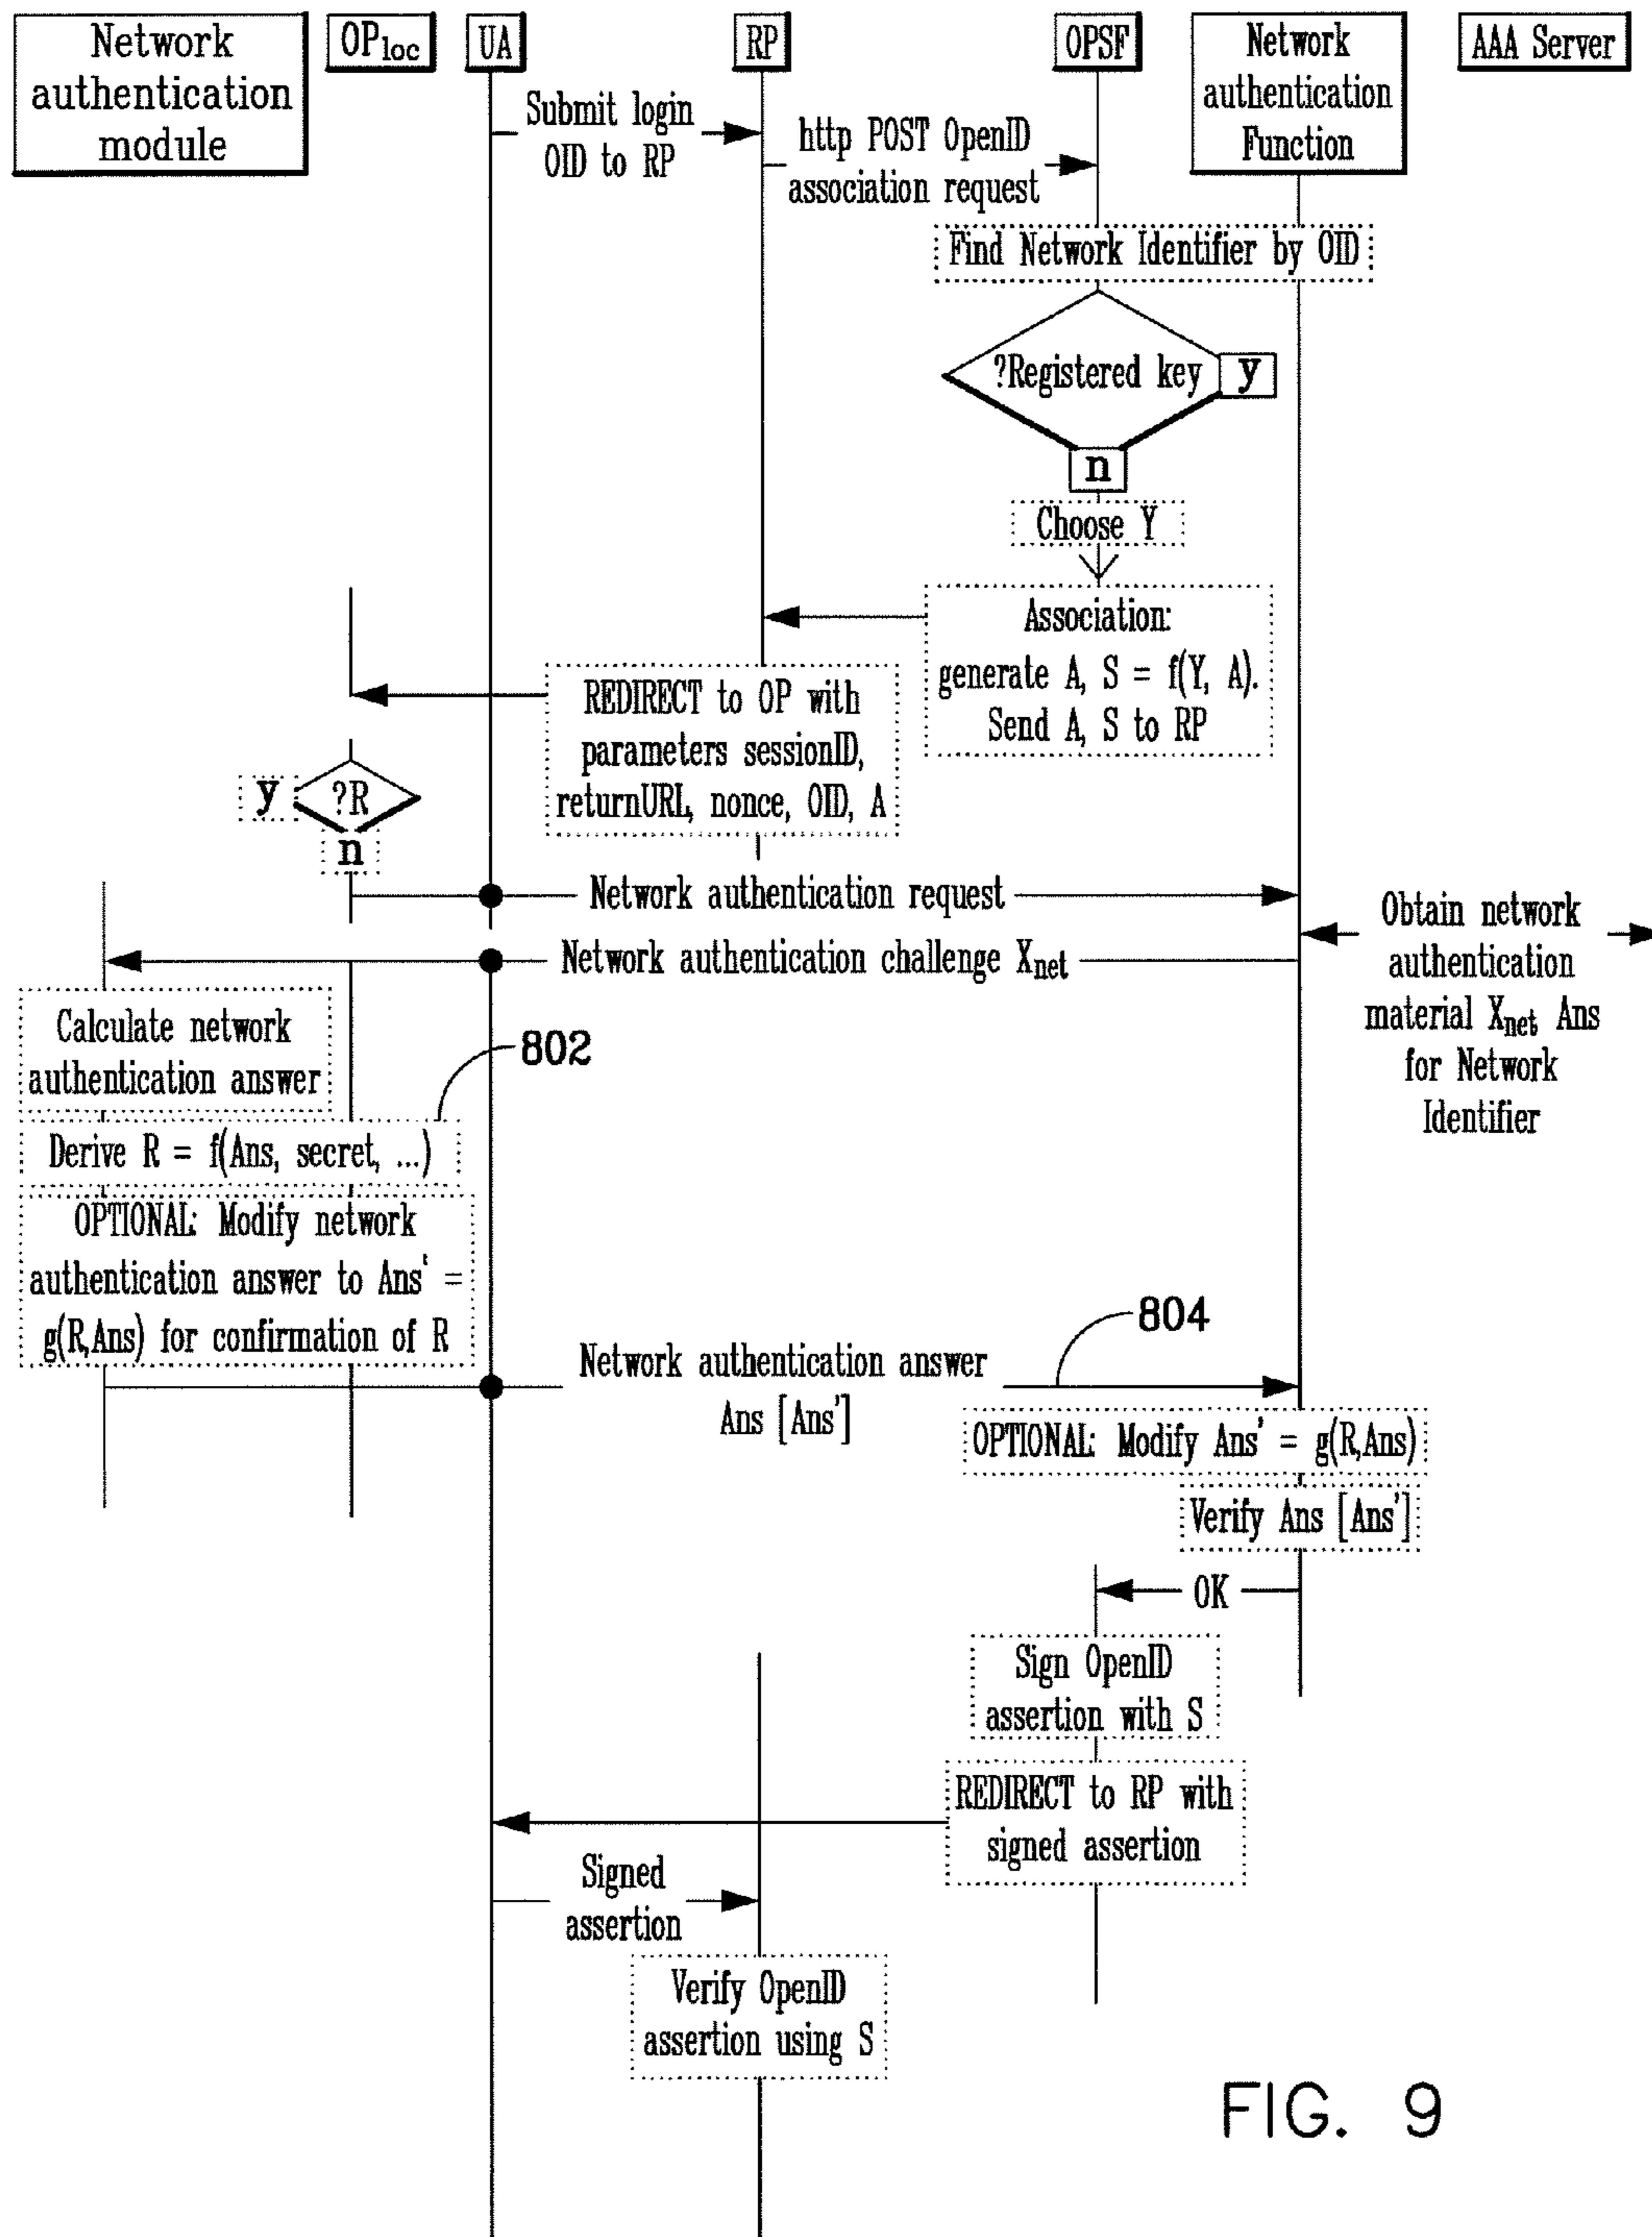 Network
authentication
module
OPloc
UA
RP
OPSF
Network
authentication
Function
AAA Server
Submit login
OID to RP
http POST OpenID
association request
Find Network Identifier by OID
?Registered key
y
n
Choose Y
Association:
generate A, S = f(Y, A).
Send A, S to RP
REDIRECT to OP with
parameters sessionID,
returnURL, nonce, OID, A
y
?R
n
Network authentication request
Obtain network
authentication
material Xnet Ans
for Network
Identifier
Network authentication challenge Xnet
Calculate network
authentication answer
802
Derive R = f(Ans, secret, ...)
OPTIONAL: Modify network
authentication answer to Ans' =
g(R,Ans) for confirmation of R
804
Network authentication answer
Ans [Ans']
OPTIONAL: Modify Ans' = g(R,Ans)
Verify Ans [Ans']
OK
Sign OpenID
assertion with S
REDIRECT to RP with
signed assertion
Signed
assertion
Verify OpenID
assertion using S
FIG. 9